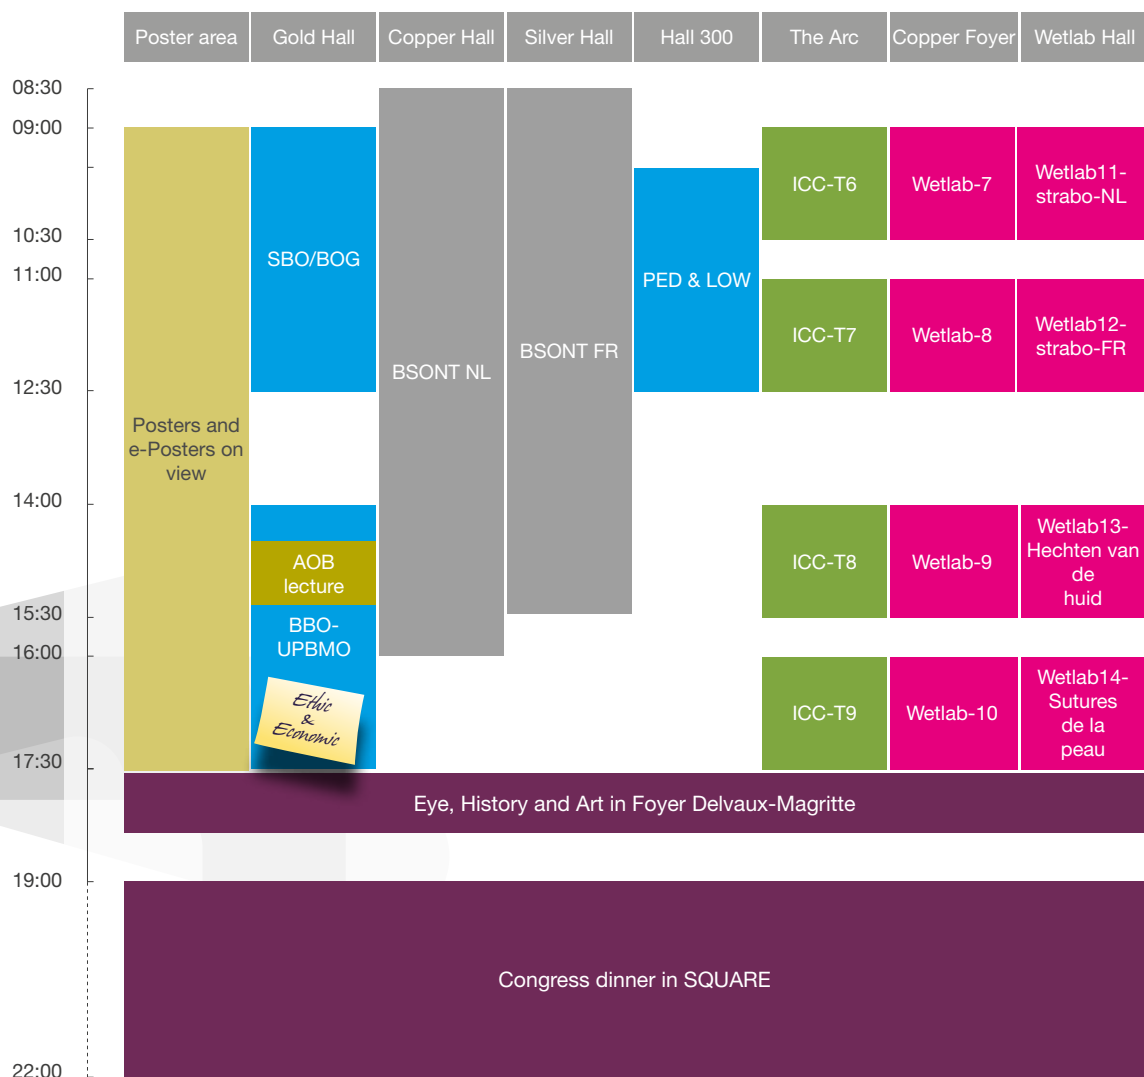 Poster area
Gold Hall
Copper Hall
Silver Hall
Hall 300
The Arc
Copper Foyer
Wetlab Hall
08:30
09:00
10:30
11:00
12:30
14:00
15:30
16:00
17:30
19:00
22:00
Posters and
e-Posters on
view
SBO/BOG
AOB
lecture
BBO-
UPBMO
Ethic
&
Economic
BSONT NL
BSONT FR
PED & LOW
ICC-T6
ICC-T7
ICC-T8
ICC-T9
Wetlab-7
Wetlab-8
Wetlab-9
Wetlab-10
Wetlab11-
strabo-NL
Wetlab12-
strabo-FR
Wetlab13-
Hechten van
de
huid
Wetlab14-
Sutures
de la
peau
Eye, History and Art in Foyer Delvaux-Magritte
Congress dinner in SQUARE